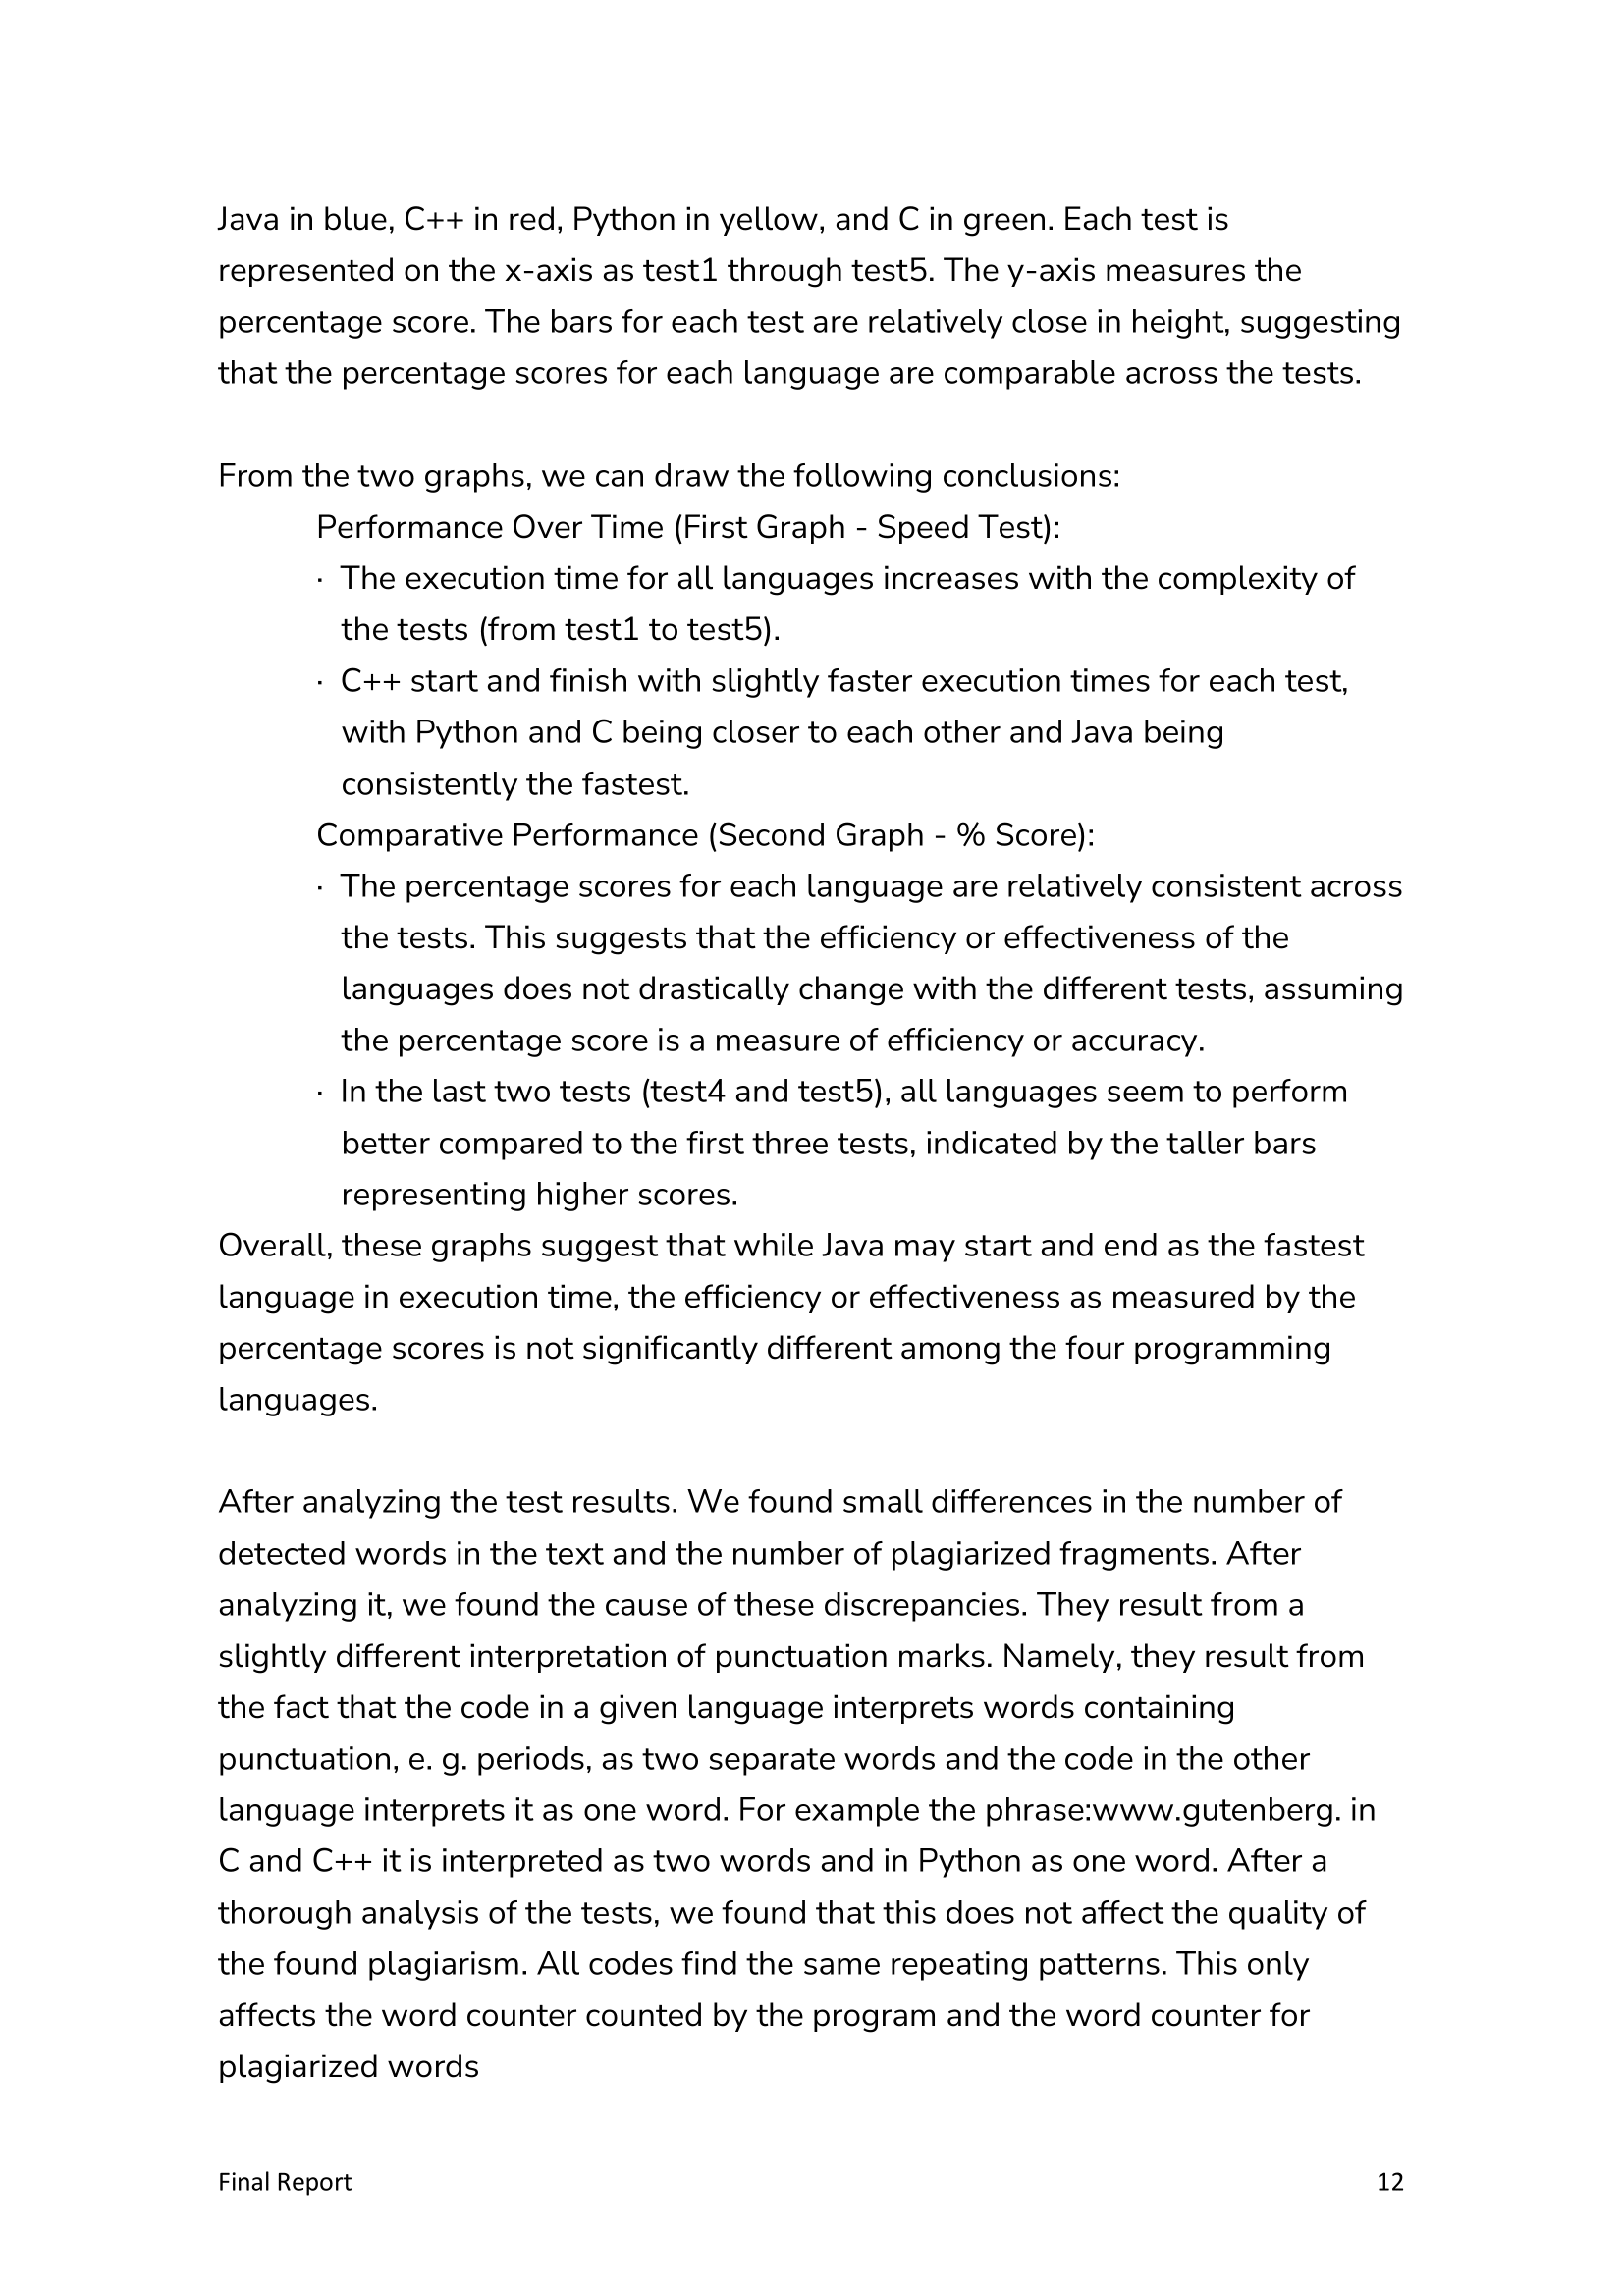 Java in blue, C++ in red, Python in yellow, and C in green. Each test is
represented on the x-axis as test1 through test5. The y-axis measures the
percentage score. The bars for each test are relatively close in height, suggesting
that the percentage scores for each language are comparable across the tests.
From the two graphs, we can draw the following conclusions:
Performance Over Time (First Graph - Speed Test):
· The execution time for all languages increases with the complexity of
the tests (from test1 to test5).
· C++ start and finish with slightly faster execution times for each test,
with Python and C being closer to each other and Java being
consistently the fastest.
Comparative Performance (Second Graph - % Score):
· The percentage scores for each language are relatively consistent across
the tests. This suggests that the efficiency or effectiveness of the
languages does not drastically change with the different tests, assuming
the percentage score is a measure of efficiency or accuracy.
· In the last two tests (test4 and test5), all languages seem to perform
better compared to the first three tests, indicated by the taller bars
representing higher scores.
Overall, these graphs suggest that while Java may start and end as the fastest
language in execution time, the efficiency or effectiveness as measured by the
percentage scores is not significantly different among the four programming
languages.
After analyzing the test results. We found small differences in the number of
detected words in the text and the number of plagiarized fragments. After
analyzing it, we found the cause of these discrepancies. They result from a
slightly different interpretation of punctuation marks. Namely, they result from
the fact that the code in a given language interprets words containing
punctuation, e. g. periods, as two separate words and the code in the other
language interprets it as one word. For example the phrase:www.gutenberg. in
C and C++ it is interpreted as two words and in Python as one word. After a
thorough analysis of the tests, we found that this does not affect the quality of
the found plagiarism. All codes find the same repeating patterns. This only
affects the word counter counted by the program and the word counter for
plagiarized words
Final Report 12